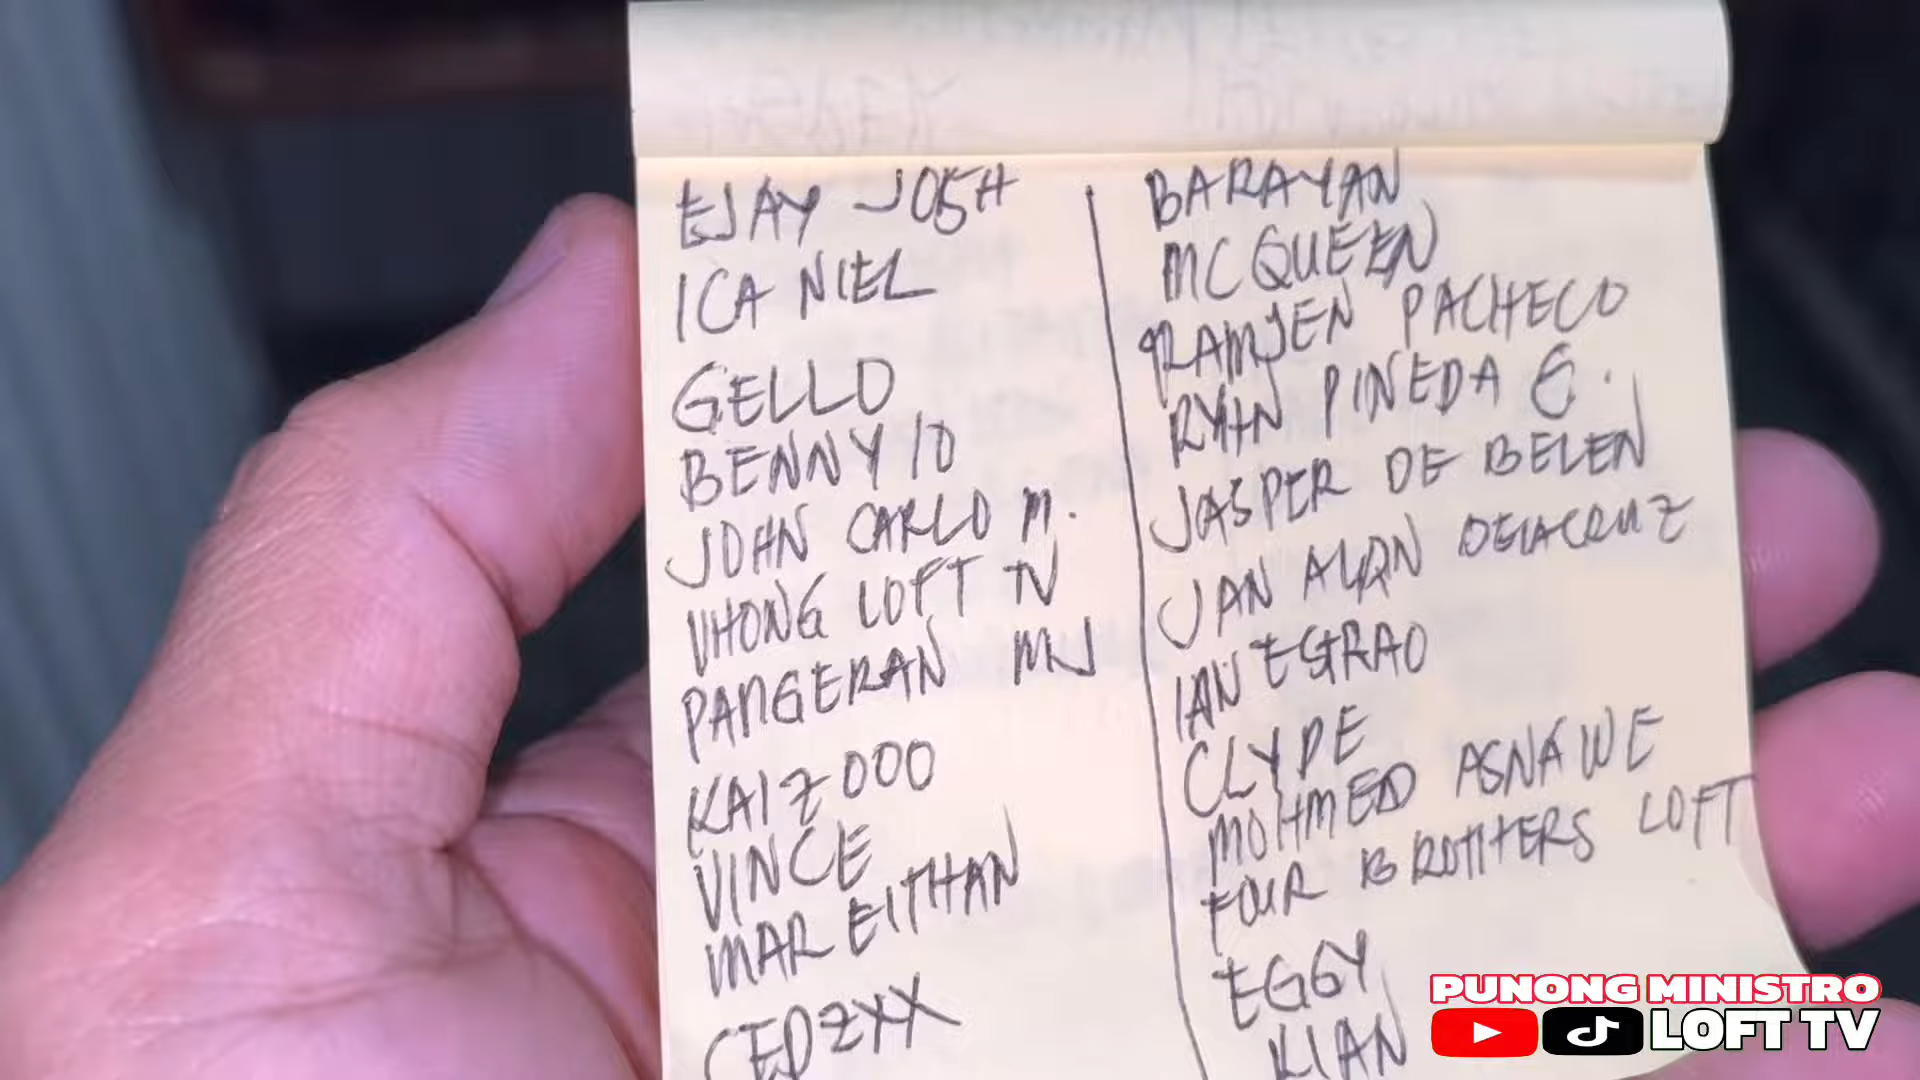 EJAY JOSH
ICA NIEL
GELLO
BENNY 10
JOHN CARLO M.
VHONG LOFT TV
PANGERAN MJ
KAIZ000
VINCE
MAR EITHAN
CEDZXX
BARAYAN
MCQUEEN
RAMJEN PACHECO
RYAN PINEDA G.
JASPER DE BELEN
JAN ALDN DELACRUZ
IAN EGRAO
CLYDE
MOHMED ASNAWE
FOUR BROTHERS LOFT
EGGY
KIAN
PUNONG MINISTRO
LOFT TV